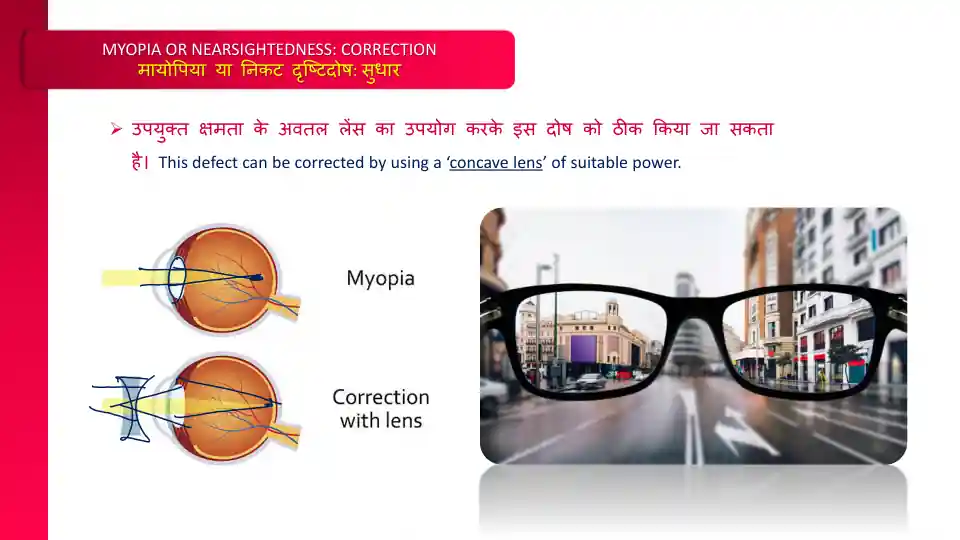 MYOPIA OR NEARSIGHTEDNESS: CORRECTION
मायोपिया या निकट दृष्टिदोष: सुधार
➢ उपयुक्त क्षमता के अवतल लेंस का उपयोग करके इस दोष को ठीक किया जा सकता
है। This defect can be corrected by using a ‘concave lens’ of suitable power.
Myopia
Correction
with lens